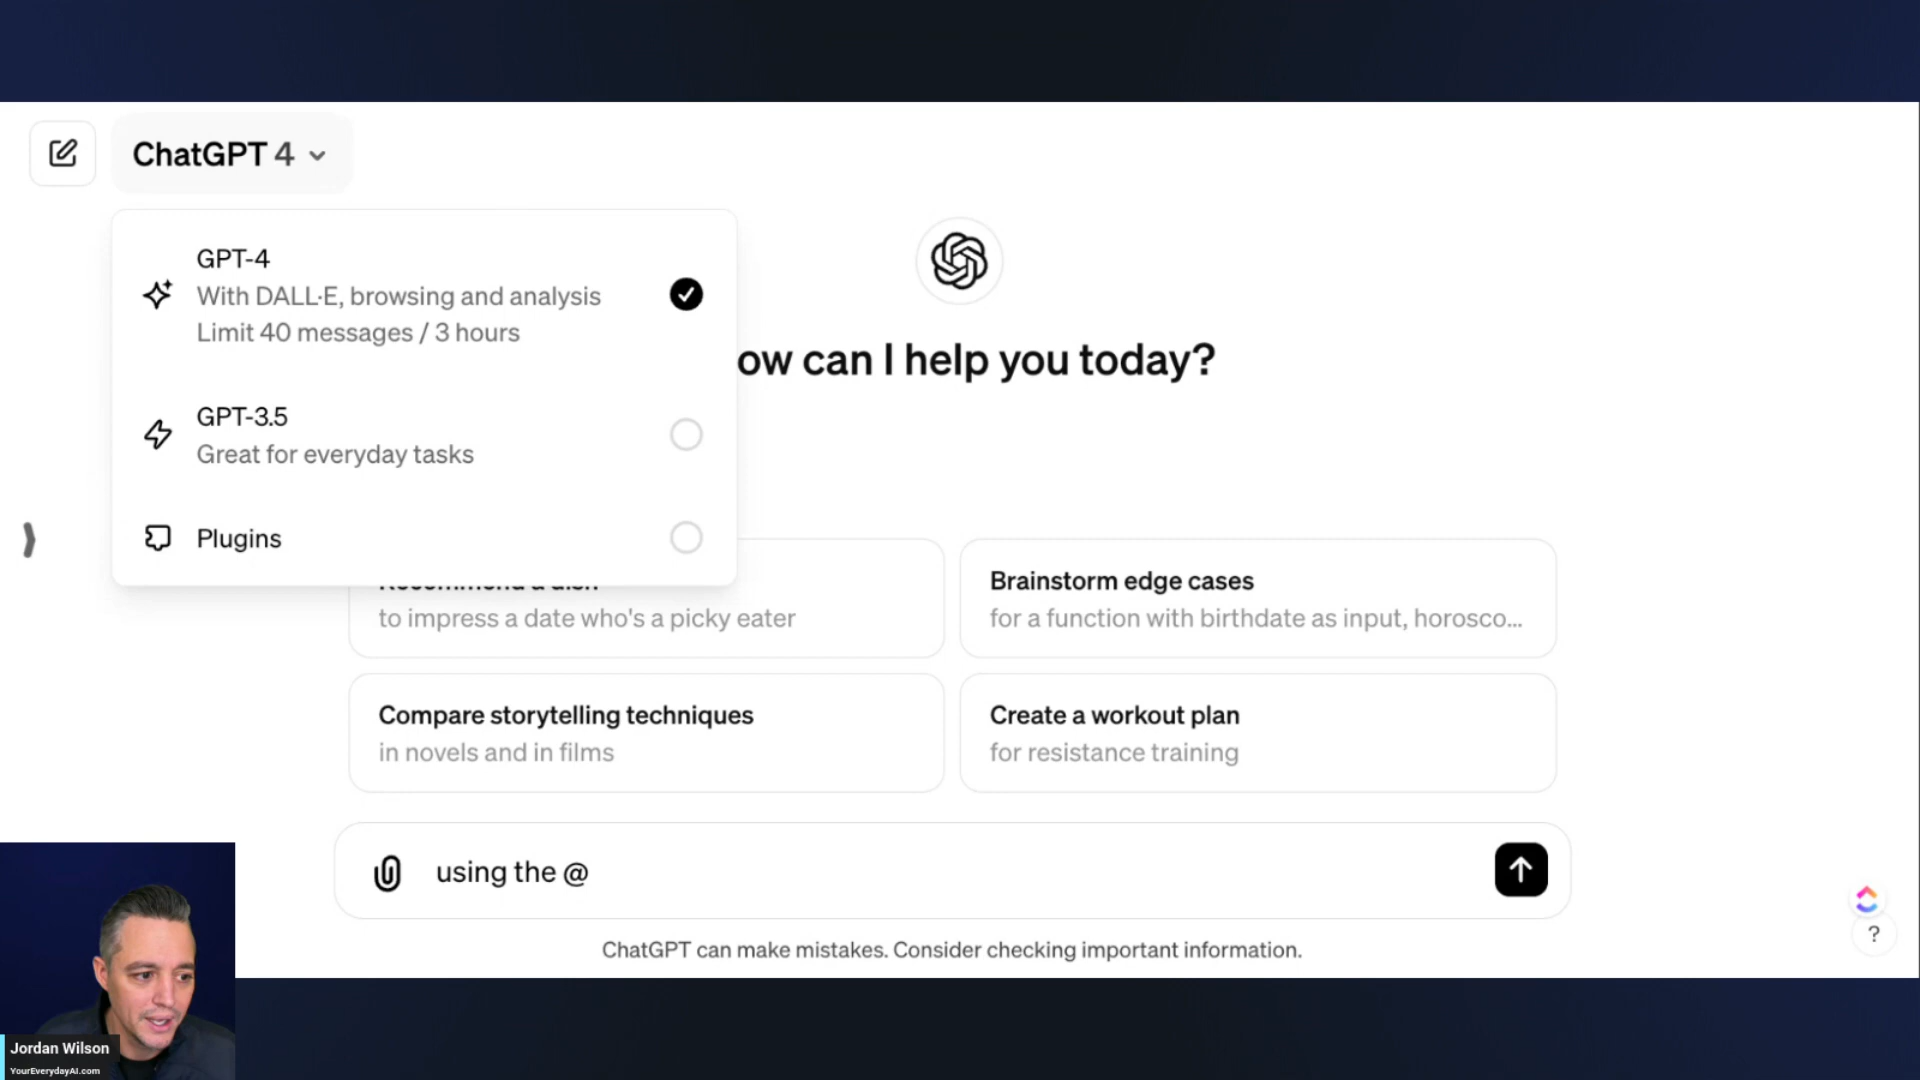 ChatGPT 4
GPT-4
With DALL·E, browsing and analysis
Limit 40 messages / 3 hours
GPT-3.5
Great for everyday tasks
Plugins
ow can I help you today?
Recommend a dish
to impress a date who's a picky eater
Brainstorm edge cases
for a function with birthdate as input, horosco...
Compare storytelling techniques
in novels and in films
Create a workout plan
for resistance training
using the @
ChatGPT can make mistakes. Consider checking important information.
?
Jordan Wilson
YourEverydayAI.com